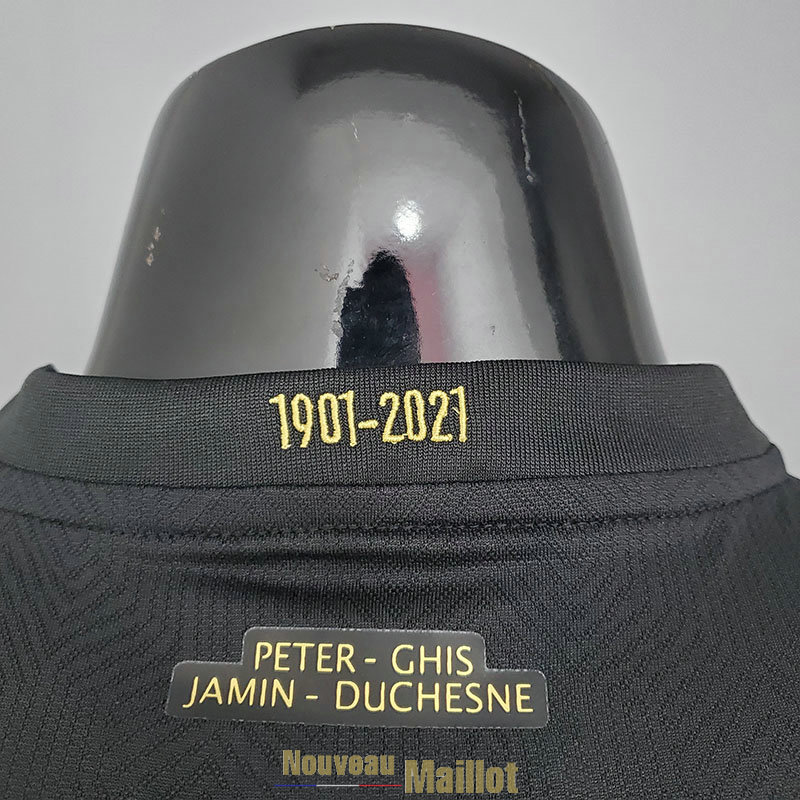 1901-2021
PETER - GHIS
JAMIN - DUCHESNE
Nouveau Maillot